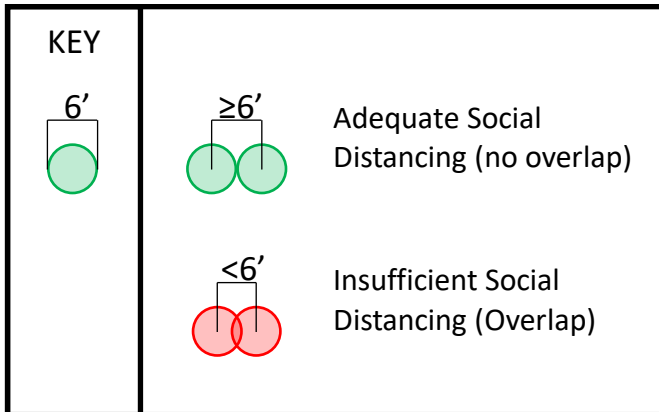 KEY
6’
≥6’
Adequate Social
Distancing (no overlap)
<6’
Insufficient Social
Distancing (Overlap)